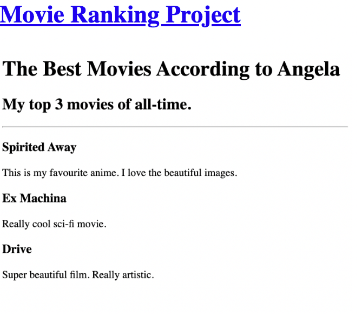 Movie Ranking Project
The Best Movies According to Angela
My top 3 movies of all-time.
Spirited Away
This is my favourite anime. I love the beautiful images.
Ex Machina
Really cool sci-fi movie.
Drive
Super beautiful film. Really artistic.